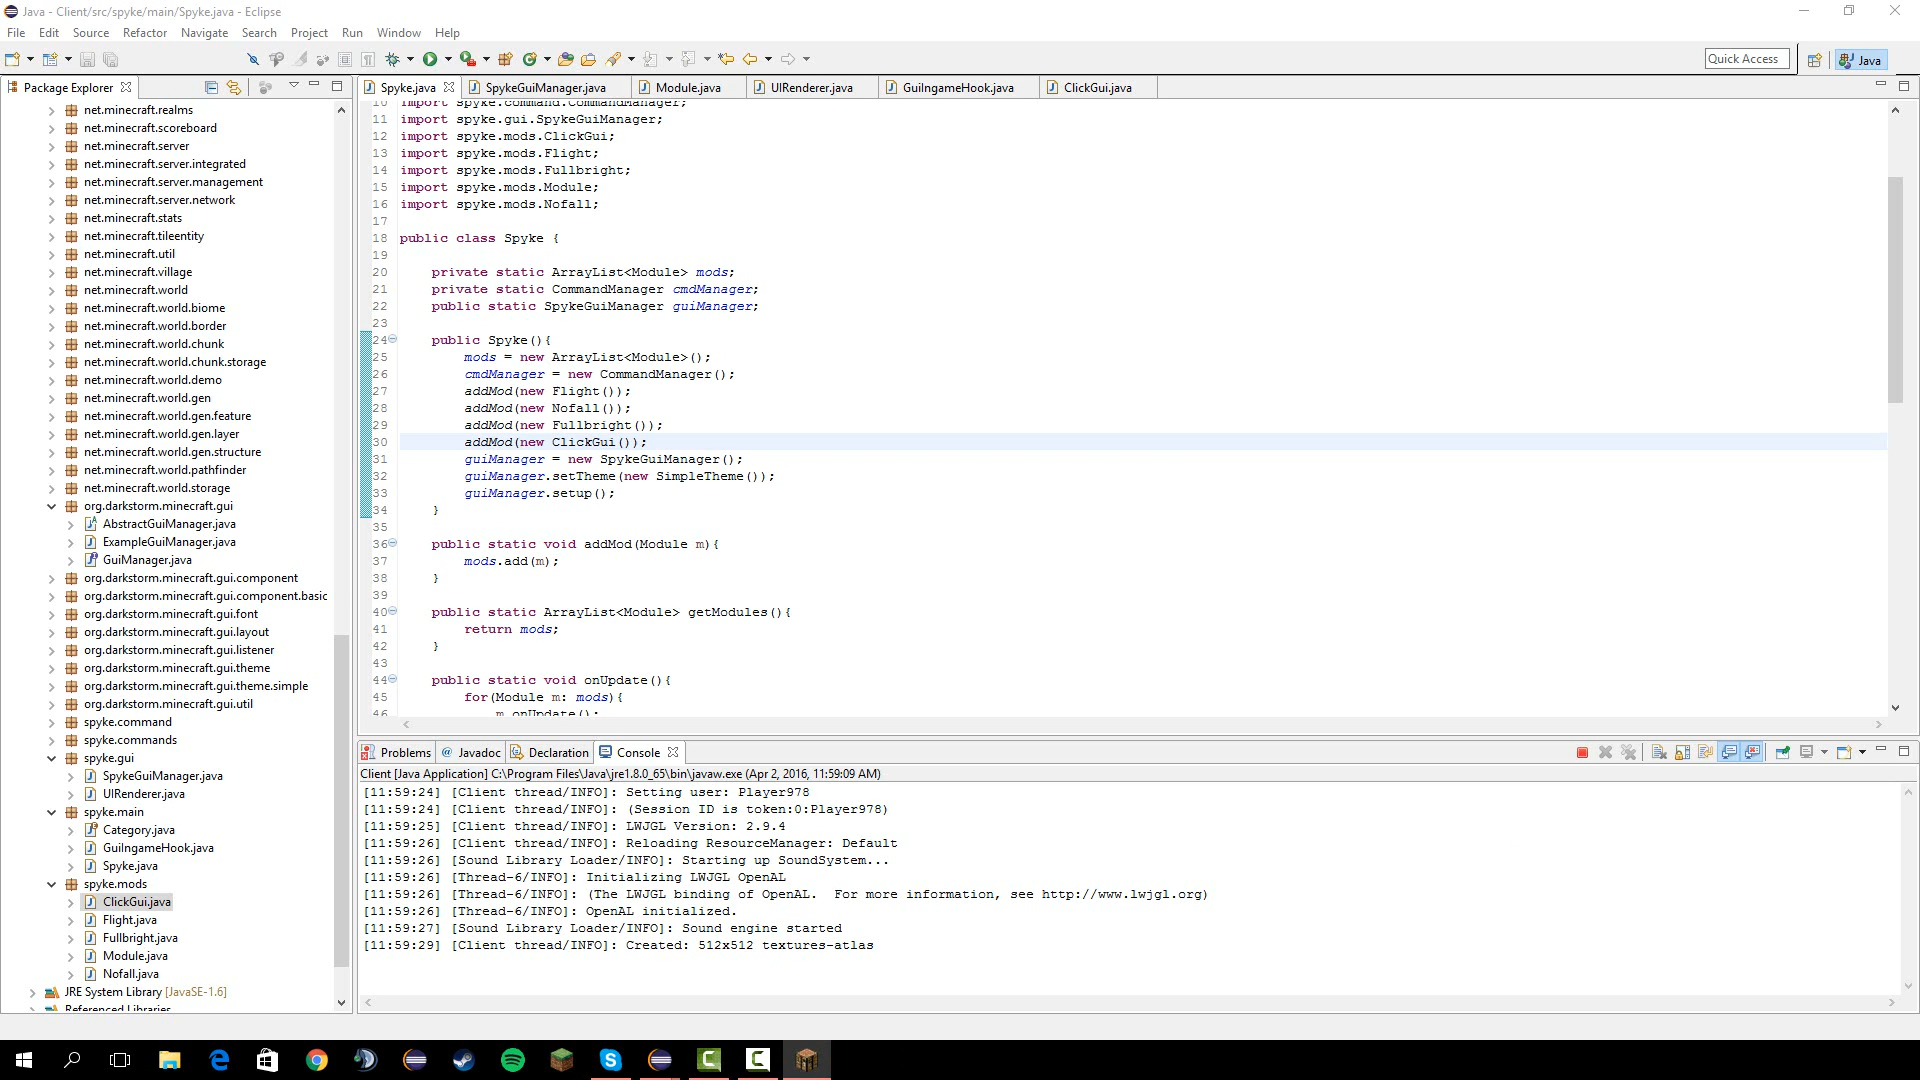 Java - Client/src/spyke/main/Spyke.java - Eclipse
File Edit Source Refactor Navigate Search Project Run Window Help
Quick Access
Java
Package Explorer
net.minecraft.realms
net.minecraft.scoreboard
net.minecraft.server
net.minecraft.server.integrated
net.minecraft.server.management
net.minecraft.server.network
net.minecraft.stats
net.minecraft.tileentity
net.minecraft.util
net.minecraft.village
net.minecraft.world
net.minecraft.world.biome
net.minecraft.world.border
net.minecraft.world.chunk
net.minecraft.world.chunk.storage
net.minecraft.world.demo
net.minecraft.world.gen
net.minecraft.world.gen.feature
net.minecraft.world.gen.layer
net.minecraft.world.gen.structure
net.minecraft.world.pathfinder
net.minecraft.world.storage
org.darkstorm.minecraft.gui
AbstractGuiManager.java
ExampleGuiManager.java
GuiManager.java
org.darkstorm.minecraft.gui.component
org.darkstorm.minecraft.gui.component.basic
org.darkstorm.minecraft.gui.font
org.darkstorm.minecraft.gui.layout
org.darkstorm.minecraft.gui.listener
org.darkstorm.minecraft.gui.theme
org.darkstorm.minecraft.gui.theme.simple
org.darkstorm.minecraft.gui.util
spyke.command
spyke.commands
spyke.gui
SpykeGuiManager.java
UIRenderer.java
spyke.main
Category.java
GuiIngameHook.java
Spyke.java
spyke.mods
ClickGui.java
Flight.java
Fullbright.java
Module.java
Nofall.java
JRE System Library [JavaSE-1.6]
Referenced Libraries
Spyke.java SpykeGuiManager.java Module.java UIRenderer.java GuiIngameHook.java ClickGui.java
10 import spyke.command.CommandManager;
11 import spyke.gui.SpykeGuiManager;
12 import spyke.mods.ClickGui;
13 import spyke.mods.Flight;
14 import spyke.mods.Fullbright;
15 import spyke.mods.Module;
16 import spyke.mods.Nofall;
17
18 public class Spyke {
19
20 private static ArrayList<Module> mods;
21 private static CommandManager cmdManager;
22 public static SpykeGuiManager guiManager;
23
24 public Spyke(){
25 mods = new ArrayList<Module>();
26 cmdManager = new CommandManager();
27 addMod(new Flight());
28 addMod(new Nofall());
29 addMod(new Fullbright());
30 addMod(new ClickGui());
31 guiManager = new SpykeGuiManager();
32 guiManager.setTheme(new SimpleTheme());
33 guiManager.setup();
34 }
35
36 public static void addMod(Module m){
37 mods.add(m);
38 }
39
40 public static ArrayList<Module> getModules(){
41 return mods;
42 }
43
44 public static void onUpdate(){
45 for(Module m: mods){
46 m.onUpdate();
Problems Javadoc Declaration Console
Client [Java Application] C:\Program Files\Java\jre1.8.0_65\bin\javaw.exe (Apr 2, 2016, 11:59:09 AM)
[11:59:24] [Client thread/INFO]: Setting user: Player978
[11:59:24] [Client thread/INFO]: (Session ID is token:0:Player978)
[11:59:25] [Client thread/INFO]: LWJGL Version: 2.9.4
[11:59:26] [Client thread/INFO]: Reloading ResourceManager: Default
[11:59:26] [Sound Library Loader/INFO]: Starting up SoundSystem...
[11:59:26] [Thread-6/INFO]: Initializing LWJGL OpenAL
[11:59:26] [Thread-6/INFO]: (The LWJGL binding of OpenAL. For more information, see http://www.lwjgl.org)
[11:59:26] [Thread-6/INFO]: OpenAL initialized.
[11:59:27] [Sound Library Loader/INFO]: Sound engine started
[11:59:29] [Client thread/INFO]: Created: 512x512 textures-atlas